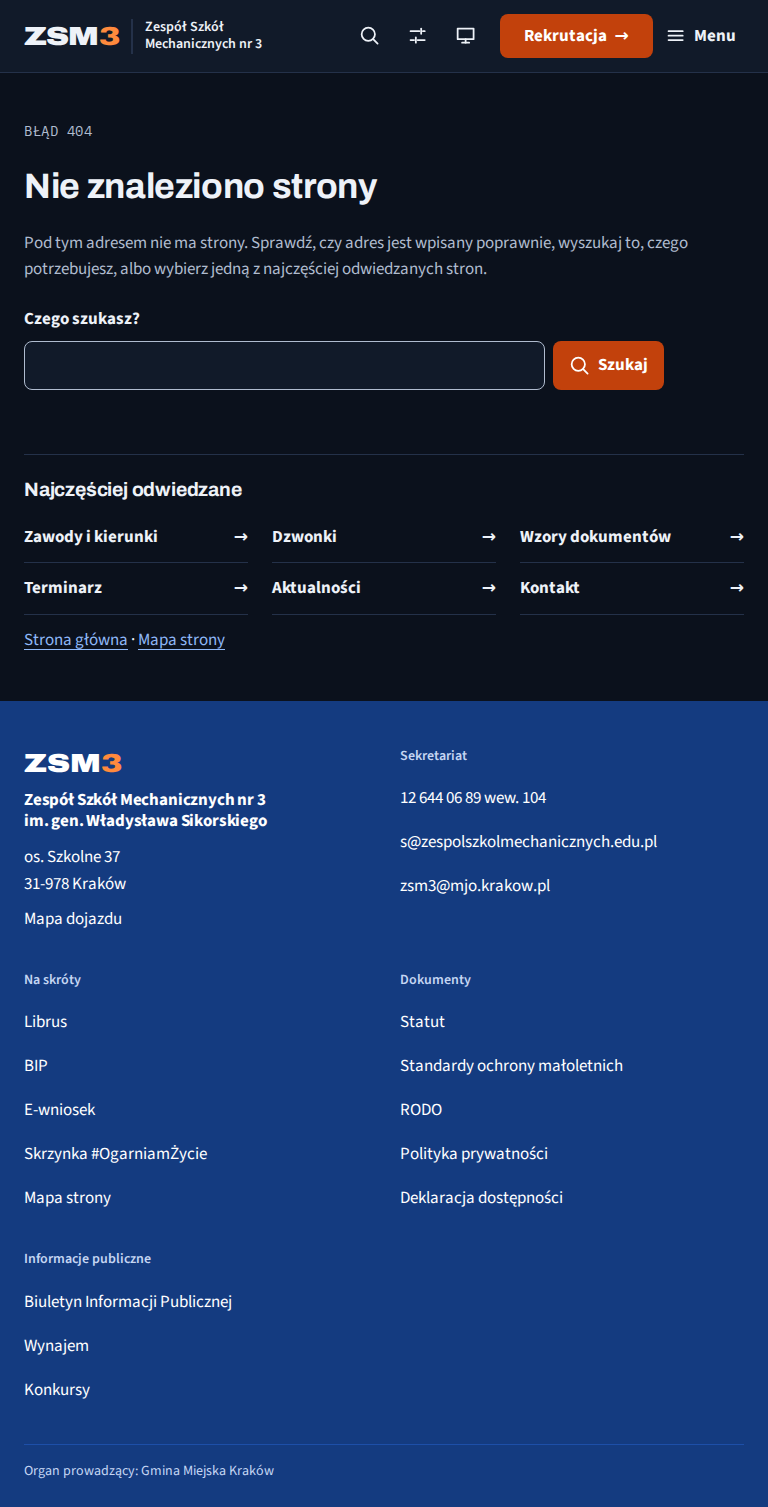 ZSM3
Zespół Szkół
Mechanicznych nr 3
Rekrutacja →
Menu
BŁĄD 404
Nie znaleziono strony
Pod tym adresem nie ma strony. Sprawdź, czy adres jest wpisany poprawnie, wyszukaj to, czego
potrzebujesz, albo wybierz jedną z najczęściej odwiedzanych stron.
Czego szukasz?
Szukaj
Najczęściej odwiedzane
Zawody i kierunki →
Dzwonki →
Wzory dokumentów →
Terminarz →
Aktualności →
Kontakt →
Strona główna · Mapa strony
ZSM3
Zespół Szkół Mechanicznych nr 3
im. gen. Władysława Sikorskiego
os. Szkolne 37
31-978 Kraków
Mapa dojazdu
Sekretariat
12 644 06 89 wew. 104
s@zespolszkolmechanicznych.edu.pl
zsm3@mjo.krakow.pl
Na skróty
Librus
BIP
E-wniosek
Skrzynka #OgarniamŻycie
Mapa strony
Dokumenty
Statut
Standardy ochrony małoletnich
RODO
Polityka prywatności
Deklaracja dostępności
Informacje publiczne
Biuletyn Informacji Publicznej
Wynajem
Konkursy
Organ prowadzący: Gmina Miejska Kraków